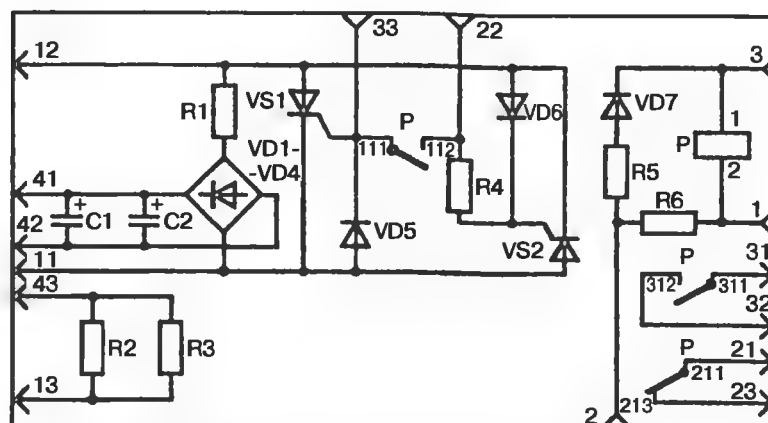 33
22
12
3
R1
VS1
P
VD6
VD7
1
111
112
VD1-
-VD4
P
2
R4
R5
41
+
+
R6
C1
C2
42
VD5
VS2
1
11
P
31
43
312
311
32
R2
R3
P
21
211
13
213
23
2